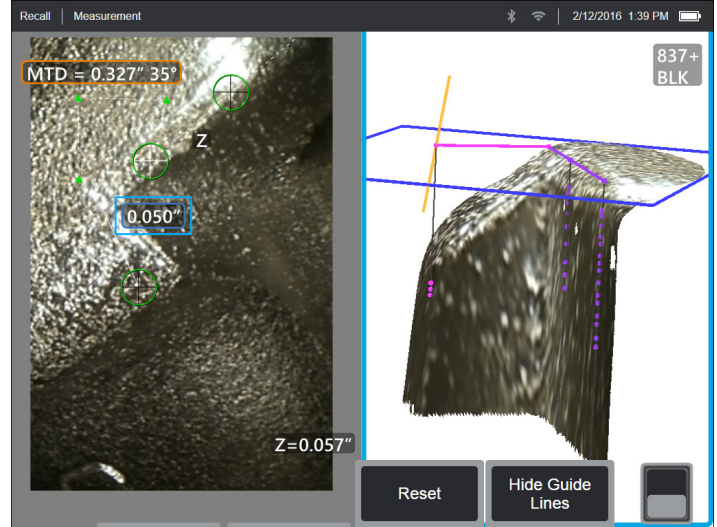 Recall Measurement 2/12/2016 1:39 PM
MTD = 0.327" 35°
837+
BLK
Z
0.050"
Z=0.057"
Reset
Hide Guide
Lines